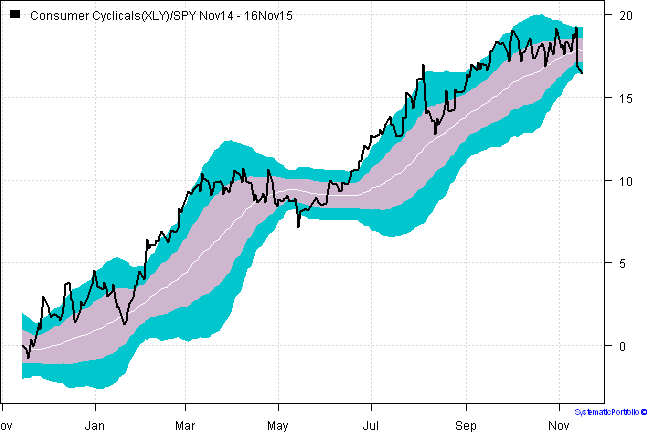 Consumer Cyclicals(XLY)/SPY Nov14 - 16Nov15
20
15
10
5
0
ov Jan Mar May Jul Sep Nov
SystematicPortfolio ©